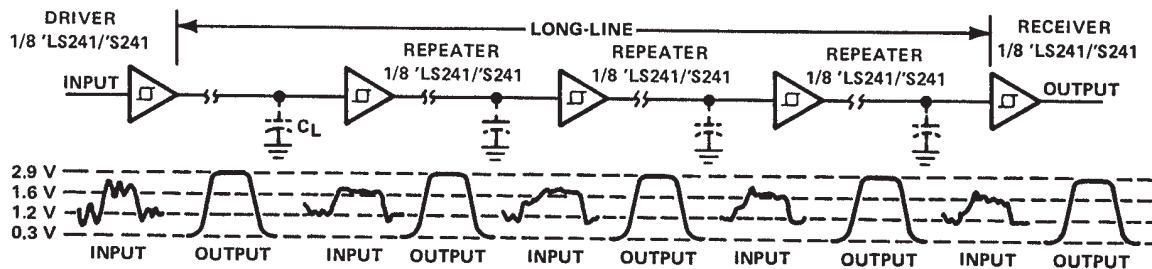 DRIVER
1/8 'LS241/'S241
LONG-LINE
RECEIVER
1/8 'LS241/'S241
REPEATER
1/8 'LS241/'S241
REPEATER
1/8 'LS241/'S241
REPEATER
1/8 'LS241/'S241
INPUT
OUTPUT
CL
2.9 V
1.6 V
1.2 V
0.3 V
INPUT OUTPUT INPUT OUTPUT INPUT OUTPUT INPUT OUTPUT INPUT OUTPUT